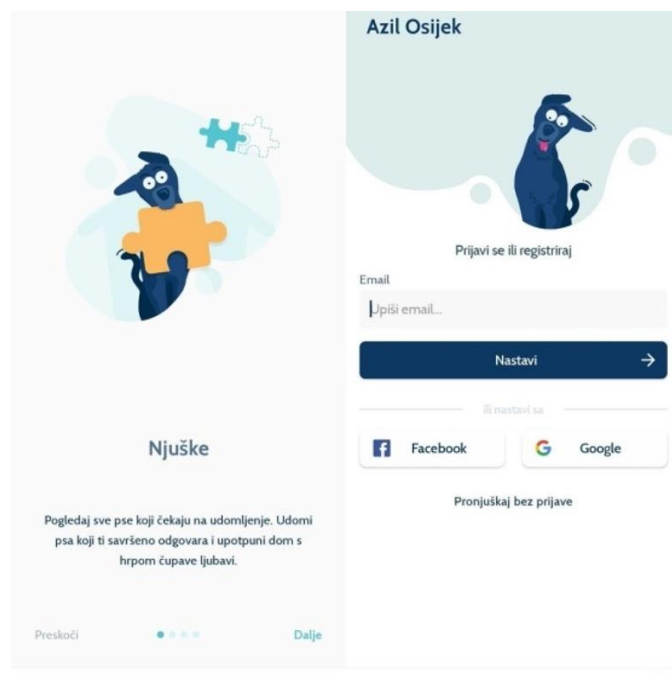 Njuške
Pogledaj sve pse koji čekaju na udomljenje. Udomi
psa koji ti savršeno odgovara i upotpuni dom s
hrpom čupave ljubavi.
Preskoči
Dalje
Azil Osijek
Prijavi se ili registriraj
Email
Upiši email...
Nastavi
ili nastavi sa
Facebook
Google
Pronjuškaj bez prijave